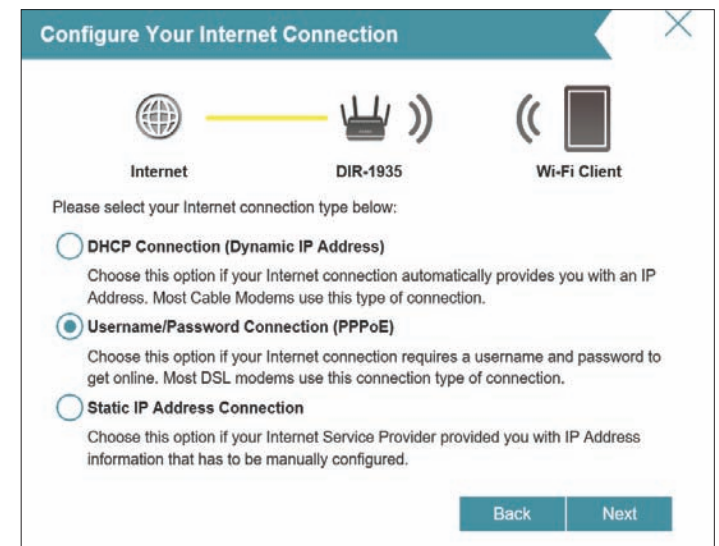 Configure Your Internet Connection
Internet
DIR-1935
Wi-Fi Client
Please select your Internet connection type below:
DHCP Connection (Dynamic IP Address)
Choose this option if your Internet connection automatically provides you with an IP
Address. Most Cable Modems use this type of connection.
Username/Password Connection (PPPoE)
Choose this option if your Internet connection requires a username and password to
get online. Most DSL modems use this connection type of connection.
Static IP Address Connection
Choose this option if your Internet Service Provider provided you with IP Address
information that has to be manually configured.
Back
Next